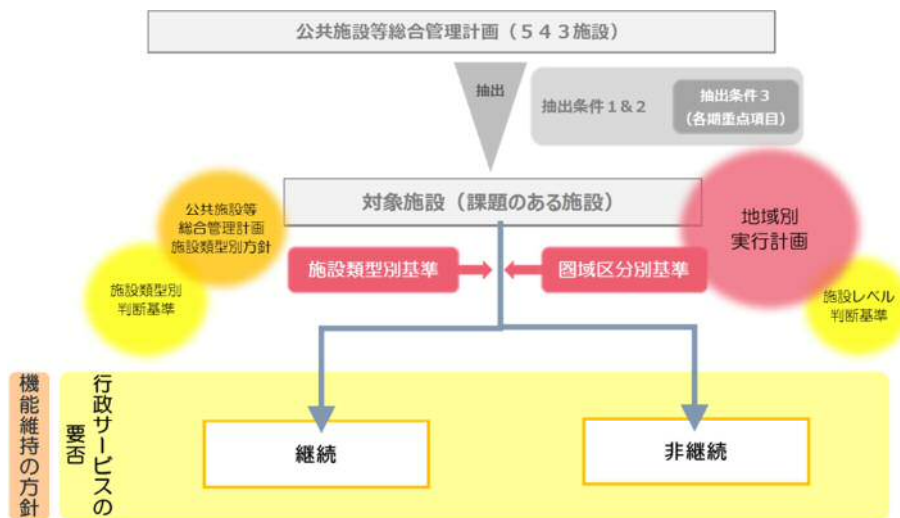 公共施設等総合管理計画（５４３施設）
抽出
抽出条件１＆２
抽出条件３
（各期重点項目）
対象施設（課題のある施設）
公共施設等
総合管理計画
施設類型別方針
地域別
実行計画
施設類型別基準
圏域区分別基準
施設類型別
判断基準
施設レベル
判断基準
機能維持の方針
行政サービスの
要否
継続
非継続